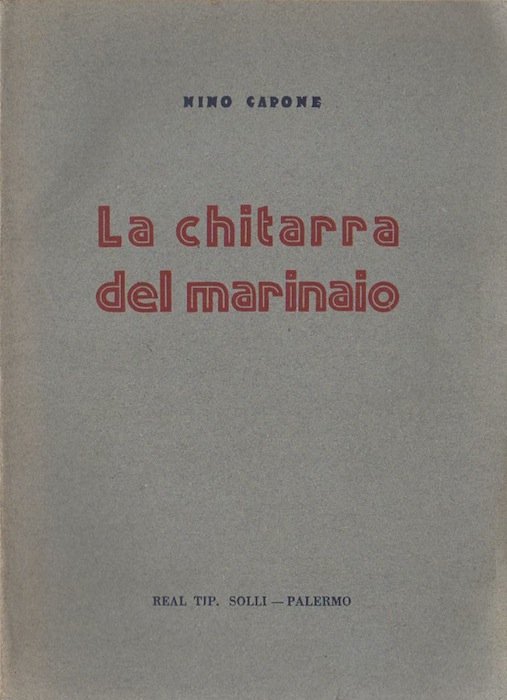 NINO CAPONE
La chitarra
del marinaio
REAL TIP. SOLLI — PALERMO